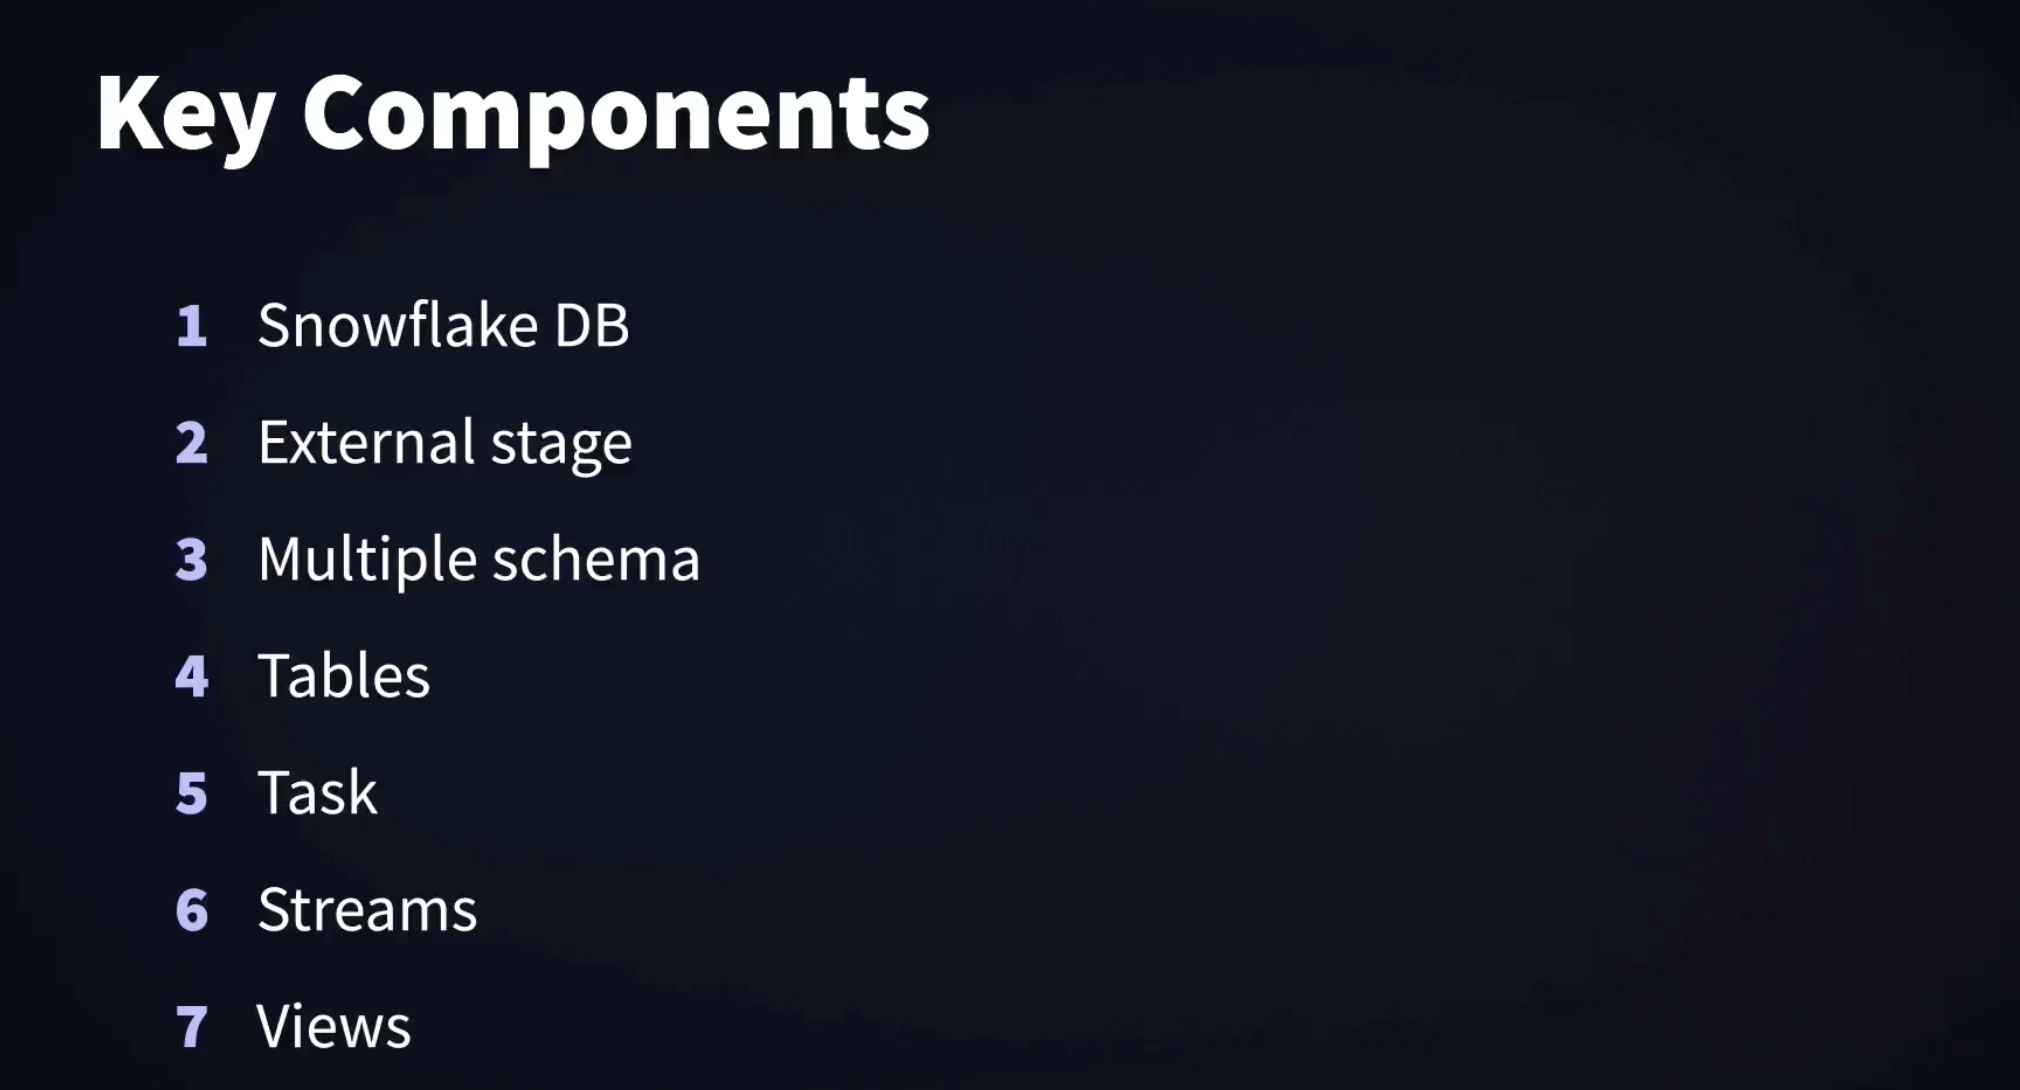 Key Components
1 Snowflake DB
2 External stage
3 Multiple schema
4 Tables
5 Task
6 Streams
7 Views